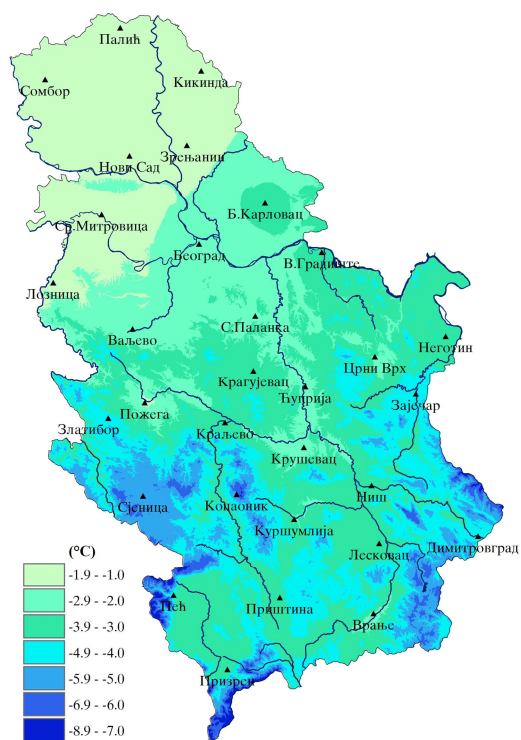 Палић
Кикинда
Сомбор
Зрењанин
Нови Сад
Б.Карловац
Ср.Митровица
Београд
В.Градиште
Лозница
С.Паланка
Ваљево
Неготин
Црни Врх
Крагујевац
Ћуприја
Зајечар
Пожега
Златибор
Краљево
Крушевац
Ниш
Сјеница
Копаоник
Куршумлија
Димитровград
Лесковац
(°C)
-1.9 - -1.0
-2.9 - -2.0
-3.9 - -3.0
-4.9 - -4.0
-5.9 - -5.0
-6.9 - -6.0
-8.9 - -7.0
Пећ
Приштина
Врање
Призрен